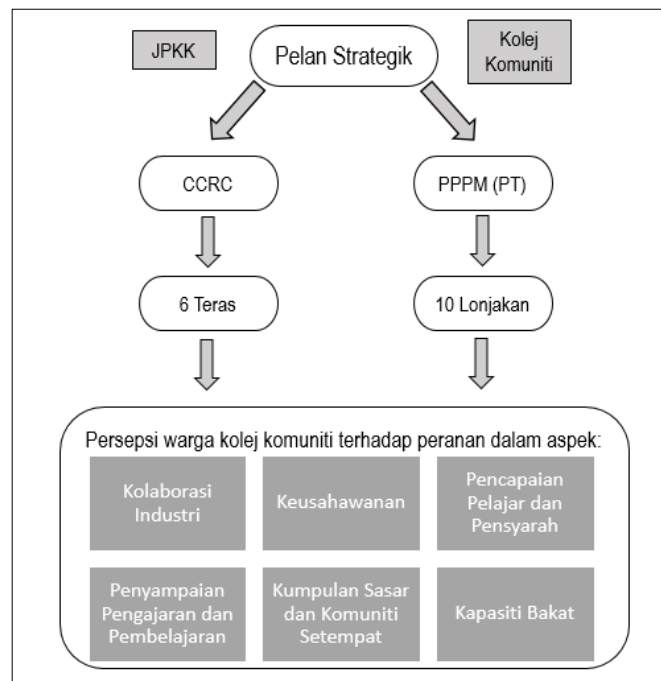 JPKK
Pelan Strategik
Kolej
Komuniti
CCRC
PPPM (PT)
6 Teras
10 Lonjakan
Persepsi warga kolej komuniti terhadap peranan dalam aspek:
Kolaborasi
Industri
Keusahawanan
Pencapaian
Pelajar dan
Pensyarah
Penyampaian
Pengajaran dan
Pembelajaran
Kumpulan Sasar
dan Komuniti
Setempat
Kapasiti Bakat